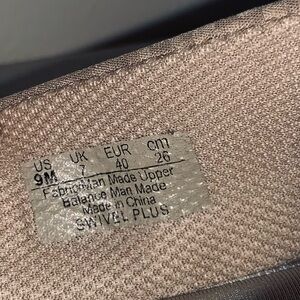 US UK EUR cm
9M 7 40 26
Fabric/Man Made Upper
Balance Man Made
Made in China
SWIVEL PLUS